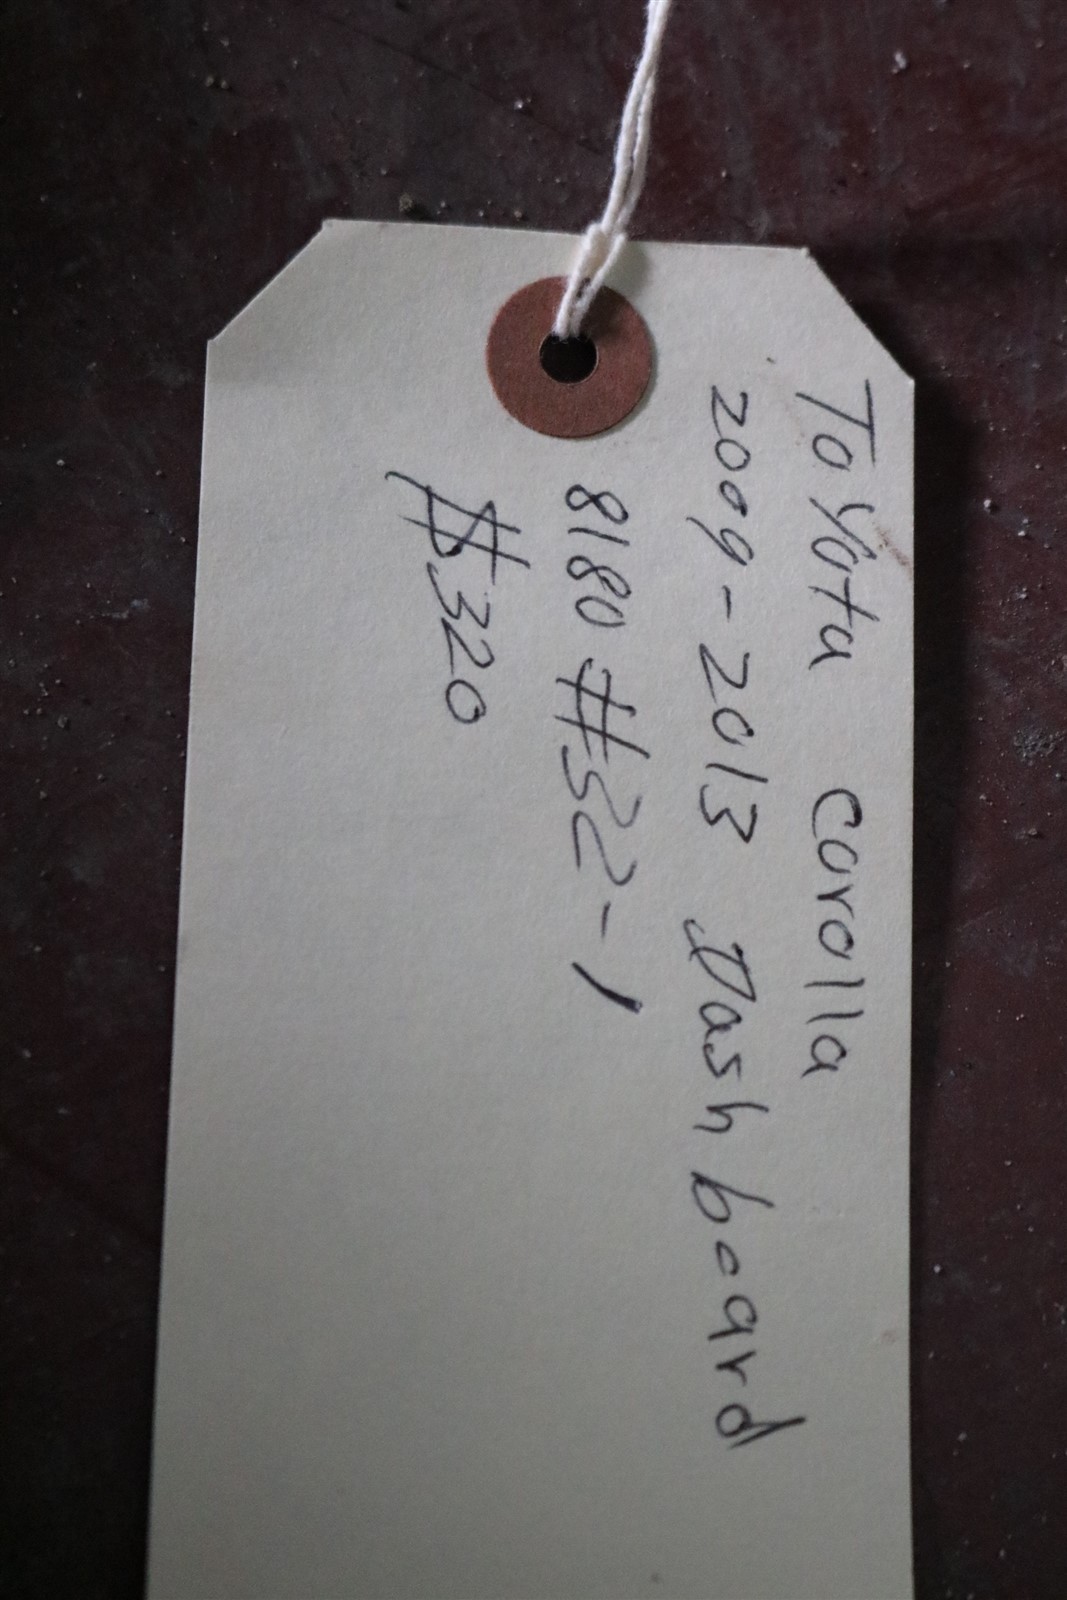 Toyota corolla
2009-2013 Dash board
8180 #32-1
$320